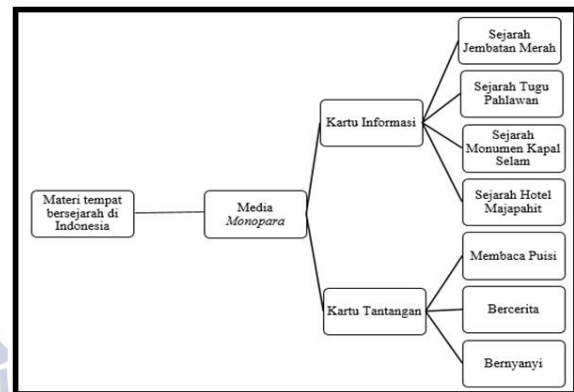 Materi tempat
bersejarah di
Indonesia
Media
Monopara
Kartu Informasi
Sejarah
Jembatan Merah
Sejarah Tugu
Pahlawan
Sejarah
Monumen Kapal
Selam
Sejarah Hotel
Majapahit
Kartu Tantangan
Membaca Puisi
Bercerita
Bernyanyi